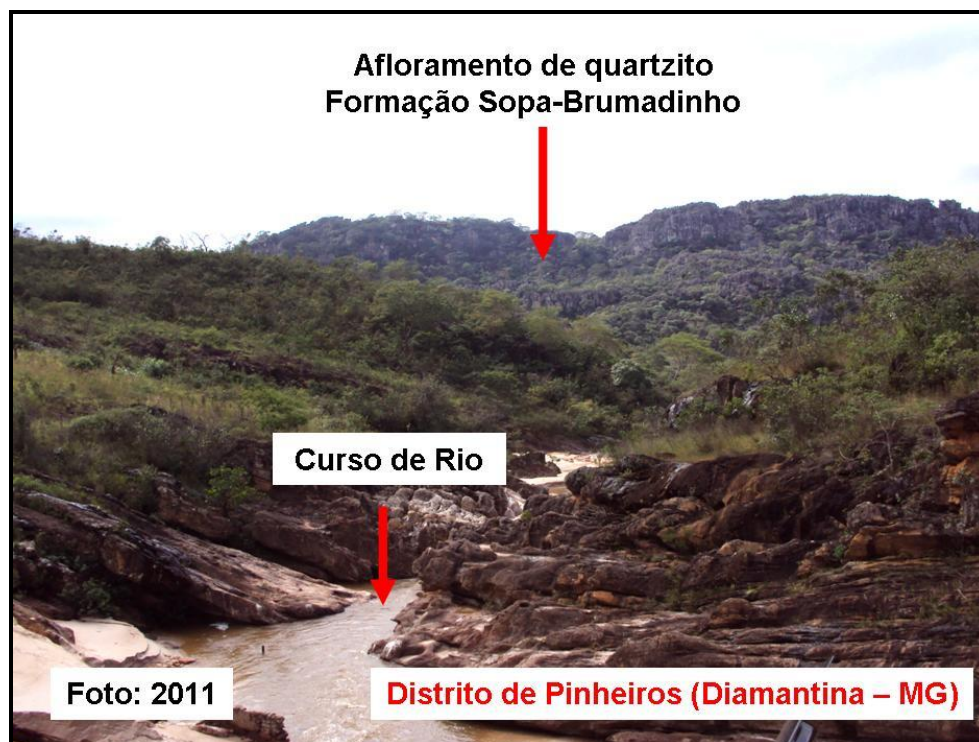 Afloramento de quartzito
Formação Sopa-Brumadinho
Curso de Rio
Foto: 2011
Distrito de Pinheiros (Diamantina – MG)